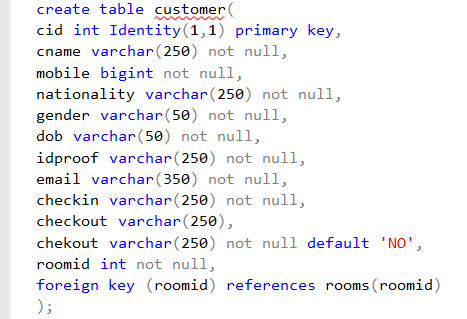 create table customer(
cid int Identity(1,1) primary key,
cname varchar(250) not null,
mobile bigint not null,
nationality varchar(250) not null,
gender varchar(50) not null,
dob varchar(50) not null,
idproof varchar(250) not null,
email varchar(350) not null,
checkin varchar(250) not null,
checkout varchar(250),
chekout varchar(250) not null default 'NO',
roomid int not null,
foreign key (roomid) references rooms(roomid)
);